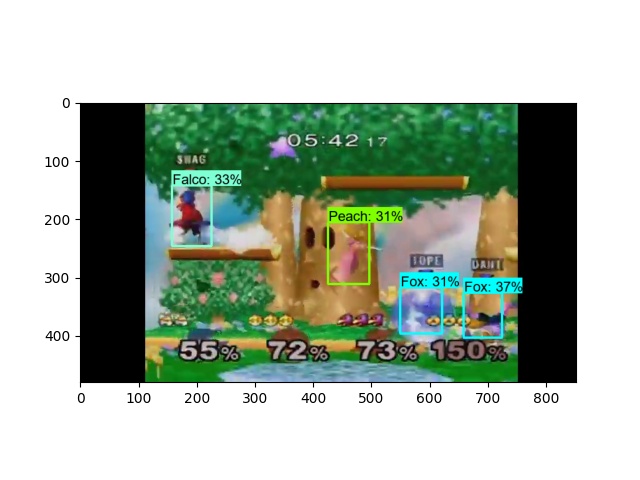 0
100
200
300
400
05:42 17
SHAG
Falco: 33%
Peach: 31%
TOPE
DANT
Fox: 31%
Fox: 37%
55% 72% 73% 150%
0 100 200 300 400 500 600 700 800